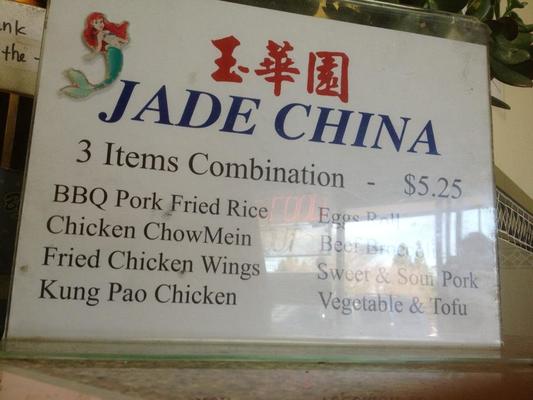 玉華園
JADE CHINA
3 Items Combination - $5.25
BBQ Pork Fried Rice
Chicken ChowMein
Fried Chicken Wings
Kung Pao Chicken
Eggs Roll
Beef
Sweet & Sour Pork
Vegetable & Tofu
the